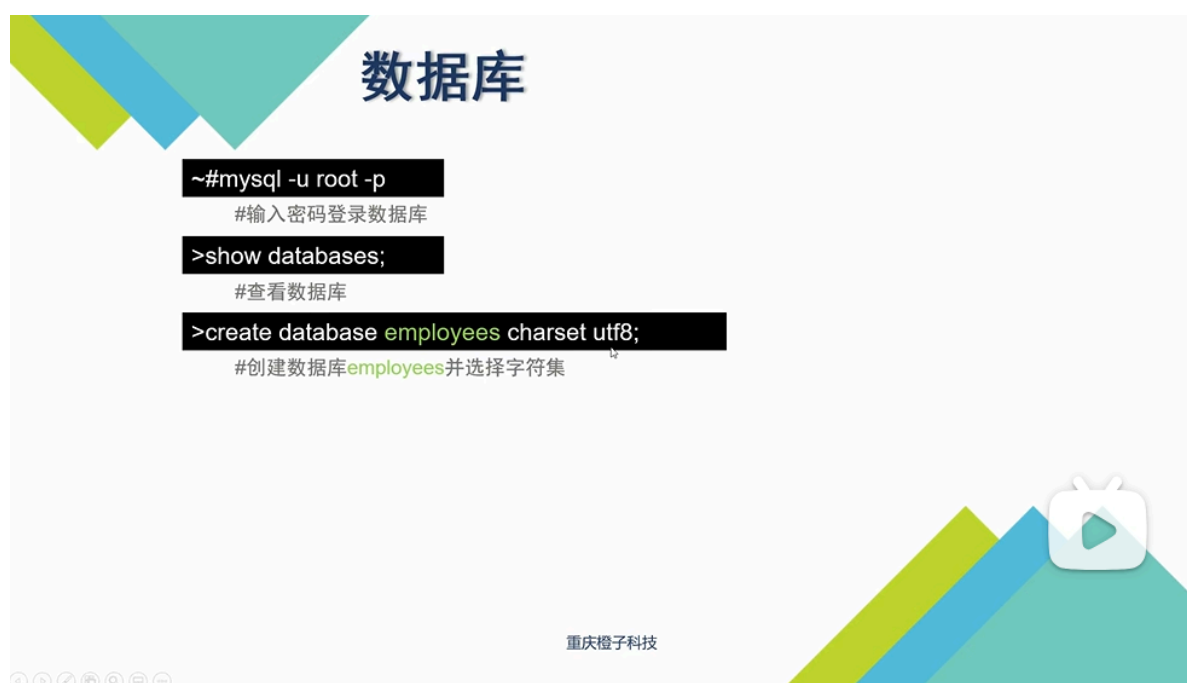 数据库
~#mysql -u root -p
#输入密码登录数据库
>show databases;
#查看数据库
>create database employees charset utf8;
#创建数据库employees并选择字符集
重庆橙子科技